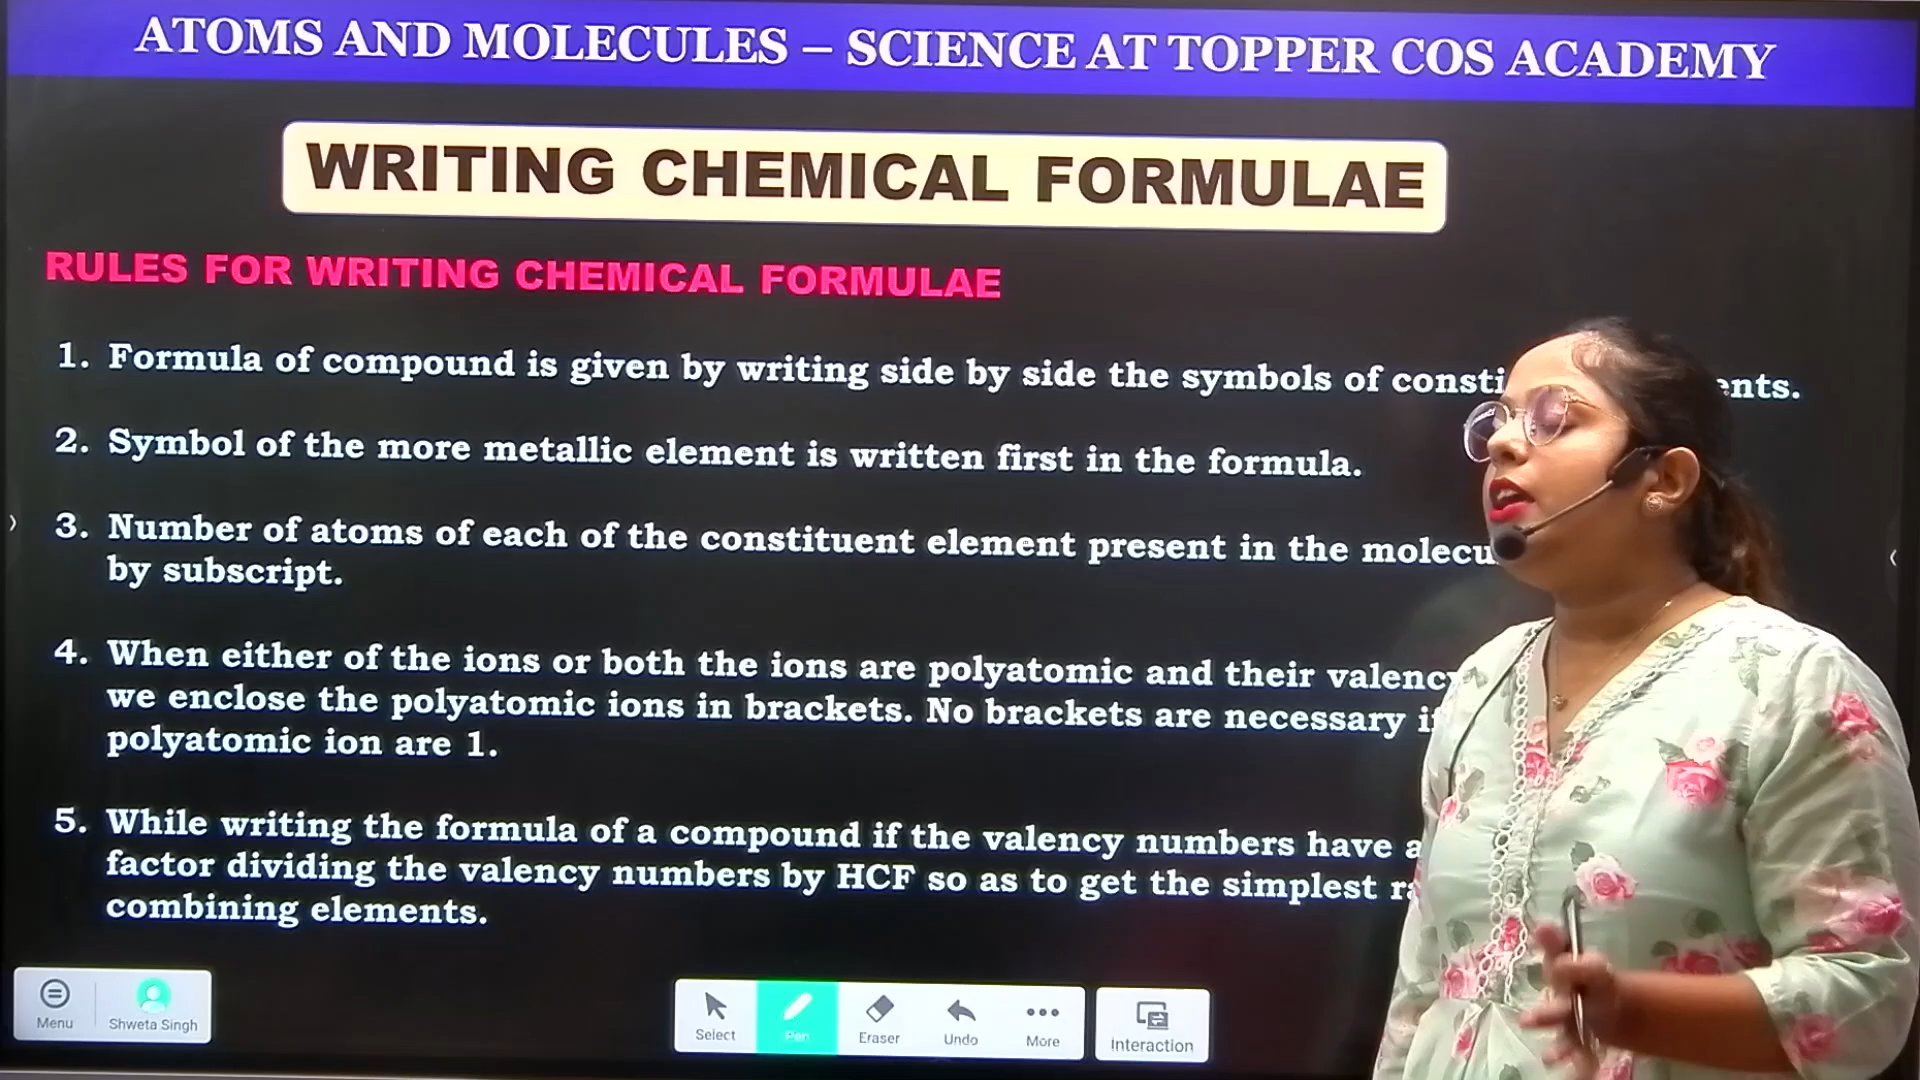 ATOMS AND MOLECULES – SCIENCE AT TOPPER COS ACADEMY
WRITING CHEMICAL FORMULAE
RULES FOR WRITING CHEMICAL FORMULAE
1. Formula of compound is given by writing side by side the symbols of
2. Symbol of the more metallic element is written first in the formula.
3. Number of atoms of each of the constituent element present in the
by subscript.
4. When either of the ions or both the ions are polyatomic and their
we enclose the polyatomic ions in brackets. No brackets are necessary
polyatomic ion are 1.
5. While writing the formula of a compound if the valency numbers have a
factor dividing the valency numbers by HCF so as to get the simplest
combining elements.
Menu Shweta Singh Select Pen Eraser Undo More Interaction